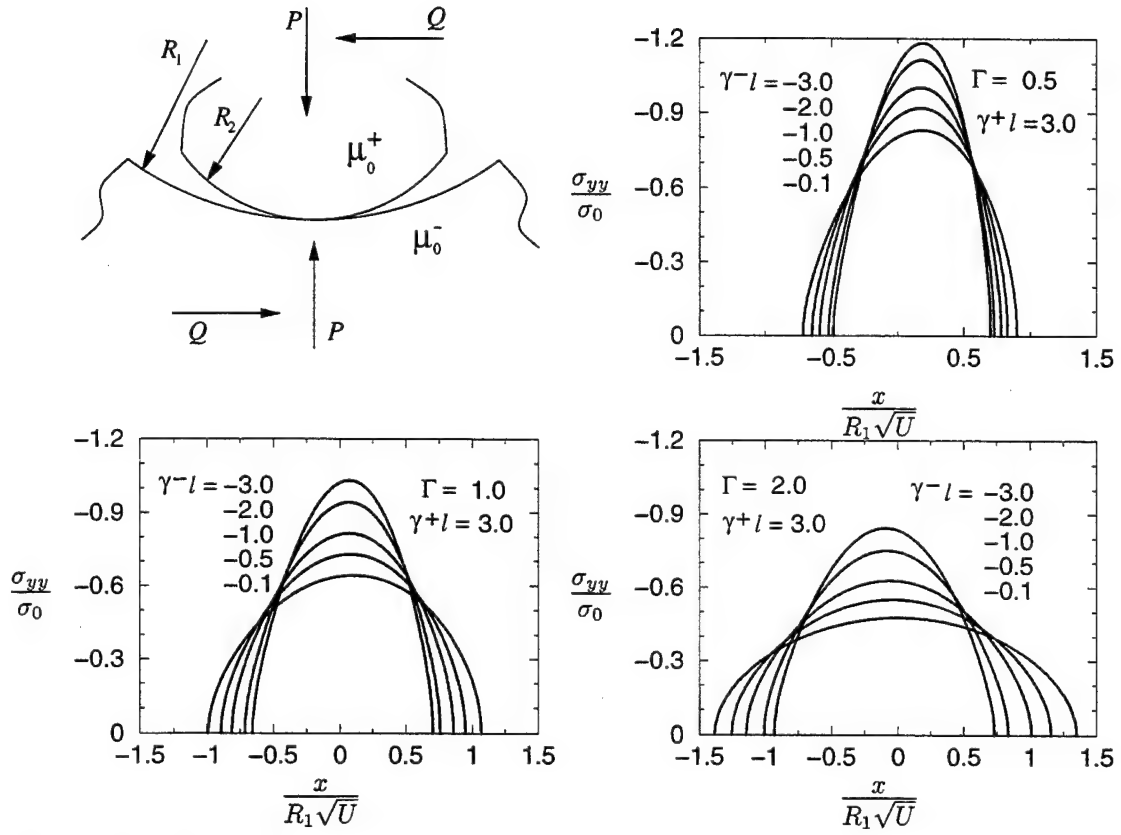 P
Q
R₁
R₂
μ₀⁺
μ₀⁻
Q
P
-1.2
-0.9
-0.6
-0.3
0
σyy
σ₀
γ⁻l = -3.0
-2.0
-1.0
-0.5
-0.1
Γ = 0.5
γ⁺l = 3.0
-1.5 -0.5 0.5 1.5
x
R₁√U
-1.2
-0.9
-0.6
-0.3
0
σyy
σ₀
γ⁻l = -3.0
-2.0
-1.0
-0.5
-0.1
Γ = 1.0
γ⁺l = 3.0
-1.5 -1 -0.5 0 0.5 1 1.5
x
R₁√U
-1.2
-0.9
-0.6
-0.3
0
σyy
σ₀
Γ = 2.0
γ⁺l = 3.0
γ⁻l = -3.0
-2.0
-1.0
-0.5
-0.1
-1.5 -1 -0.5 0 0.5 1 1.5
x
R₁√U